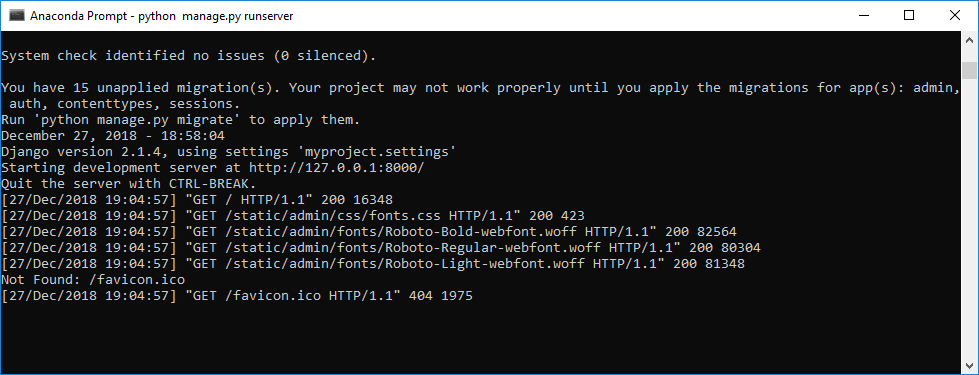 Anaconda Prompt - python  manage.py runserver
System check identified no issues (0 silenced).
You have 15 unapplied migration(s). Your project may not work properly until you apply the migrations for app(s): admin,
 auth, contenttypes, sessions.
Run 'python manage.py migrate' to apply them.
December 27, 2018 - 18:58:04
Django version 2.1.4, using settings 'myproject.settings'
Starting development server at http://127.0.0.1:8000/
Quit the server with CTRL-BREAK.
[27/Dec/2018 19:04:57] "GET / HTTP/1.1" 200 16348
[27/Dec/2018 19:04:57] "GET /static/admin/css/fonts.css HTTP/1.1" 200 423
[27/Dec/2018 19:04:57] "GET /static/admin/fonts/Roboto-Bold-webfont.woff HTTP/1.1" 200 82564
[27/Dec/2018 19:04:57] "GET /static/admin/fonts/Roboto-Regular-webfont.woff HTTP/1.1" 200 80304
[27/Dec/2018 19:04:57] "GET /static/admin/fonts/Roboto-Light-webfont.woff HTTP/1.1" 200 81348
Not Found: /favicon.ico
[27/Dec/2018 19:04:57] "GET /favicon.ico HTTP/1.1" 404 1975